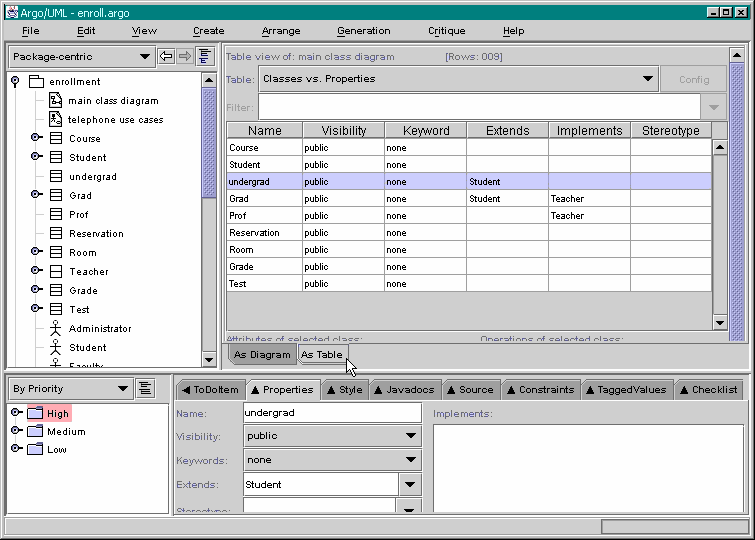 Argo/UML - enroll.argo
File Edit View Create Arrange Generation Critique Help
Package-centric
enrollment
main class diagram
telephone use cases
Course
Student
undergrad
Grad
Prof
Reservation
Room
Teacher
Grade
Test
Administrator
Student
Faculty
Table view of: main class diagram [Rows: 009]
Table: Classes vs. Properties Config
Filter:
Name Visibility Keyword Extends Implements Stereotype
Course public none
Student public none
undergrad public none Student
Grad public none Student Teacher
Prof public none Teacher
Reservation public none
Room public none
Grade public none
Test public none
Attributes of selected class: Operations of selected class:
As Diagram As Table
By Priority
High
Medium
Low
ToDoItem Properties Style Javadocs Source Constraints TaggedValues Checklist
Name: undergrad Implements:
Visibility: public
Keywords: none
Extends: Student
Stereotype: